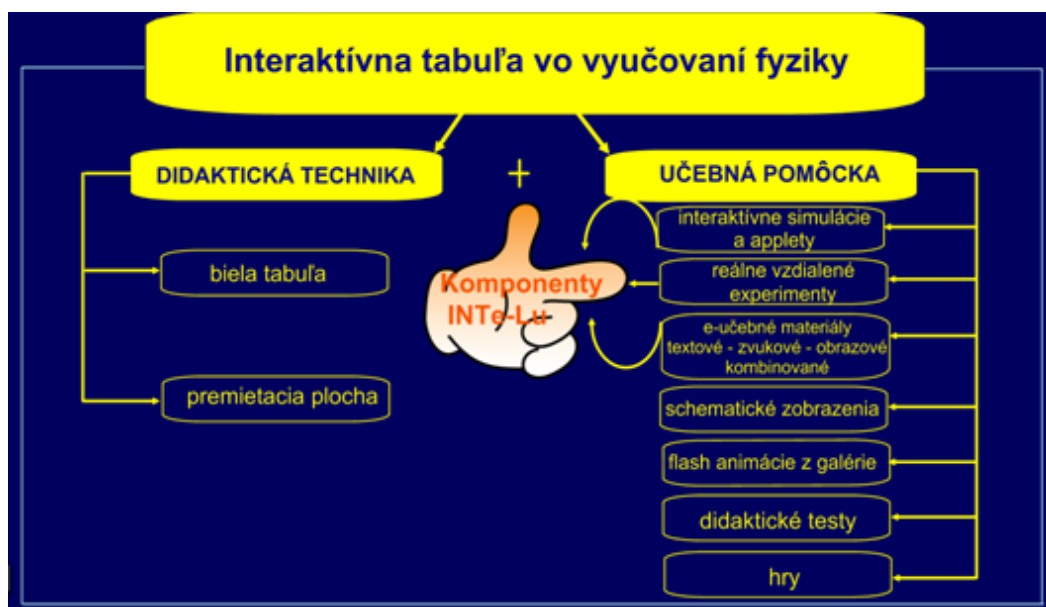 Interaktívna tabuľa vo vyučovaní fyziky
DIDAKTICKÁ TECHNIKA
+
UČEBNÁ POMÔCKA
biela tabuľa
premietacia plocha
Komponenty
INTe-Lu
interaktívne simulácie
a applety
reálne vzdialené
experimenty
e-učebné materiály
textové - zvukové - obrazové
kombinované
schematické zobrazenia
flash animácie z galérie
didaktické testy
hry